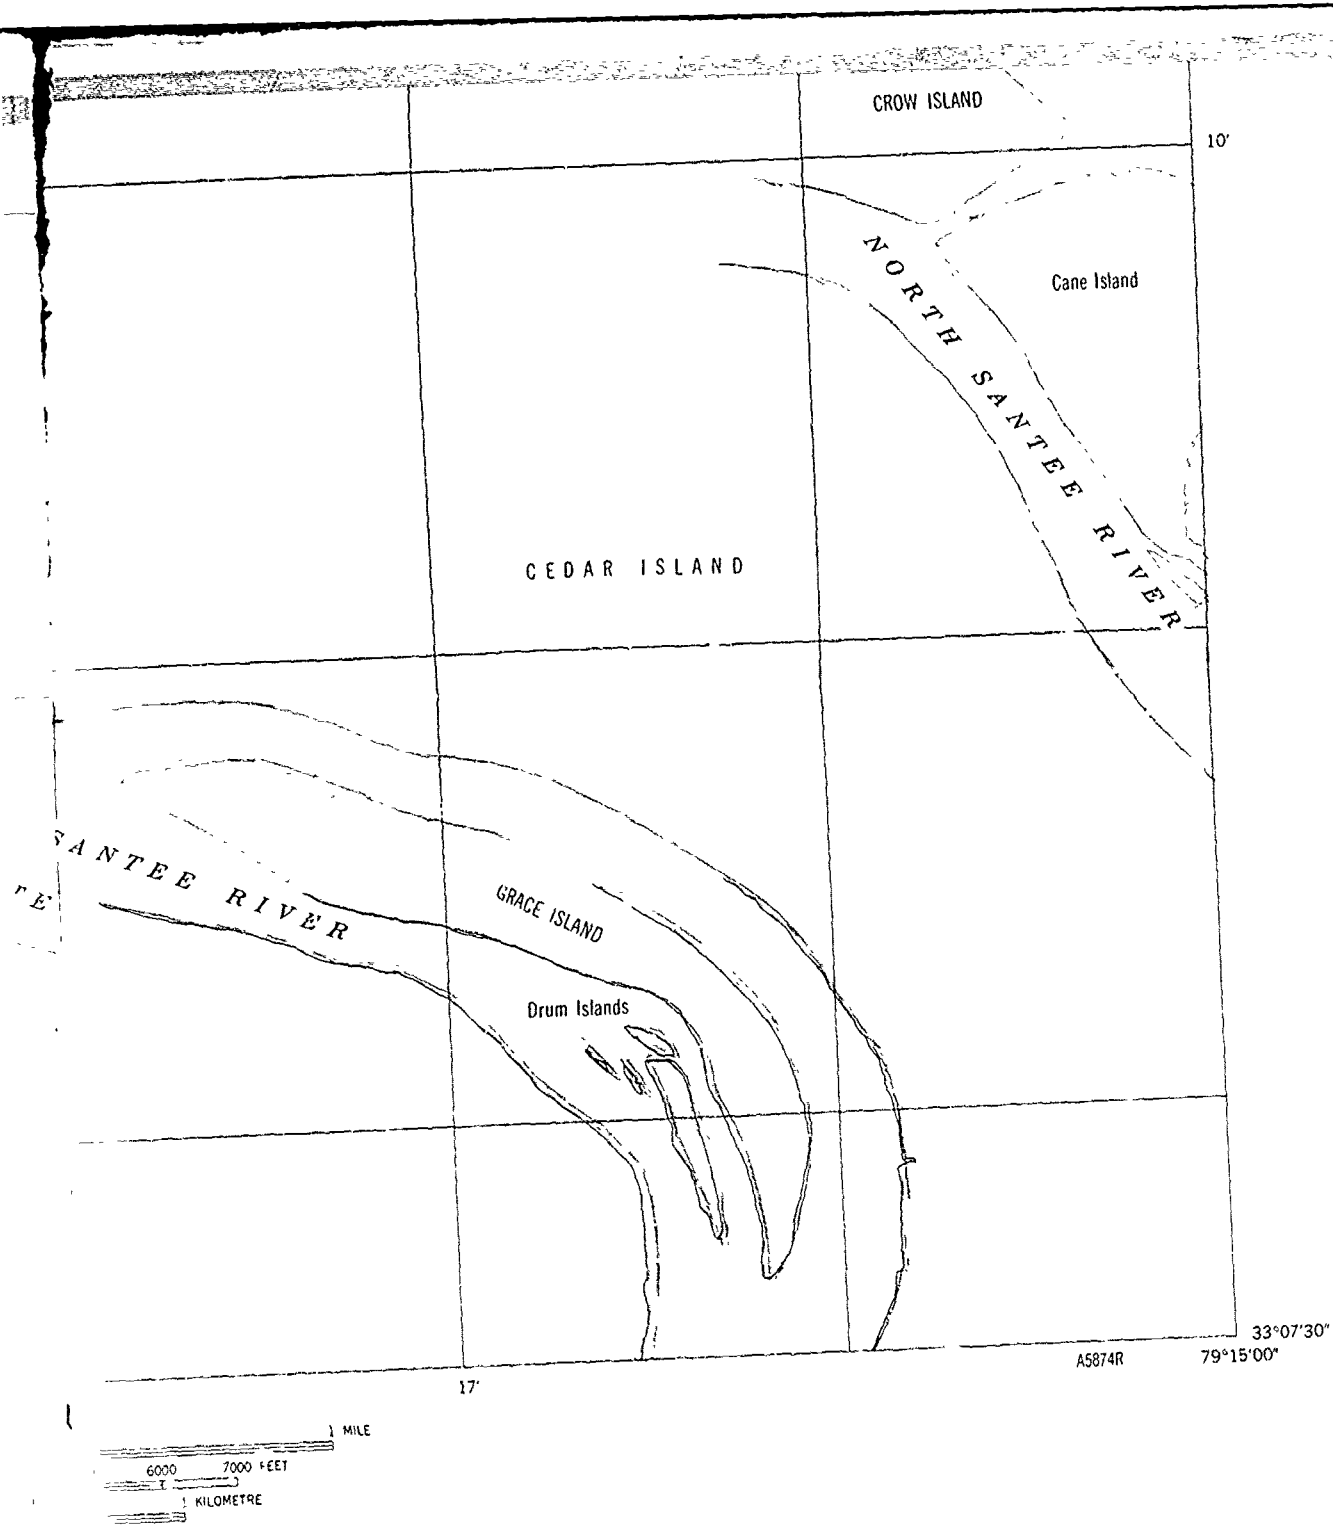 CROW ISLAND
10'
NORTH SANTEE RIVER
Cane Island
CEDAR ISLAND
SANTEE RIVER
GRACE ISLAND
Drum Islands
33°07'30"
A5874R
79°15'00"
17'
1 MILE
6000 7000 FEET
1 KILOMETRE